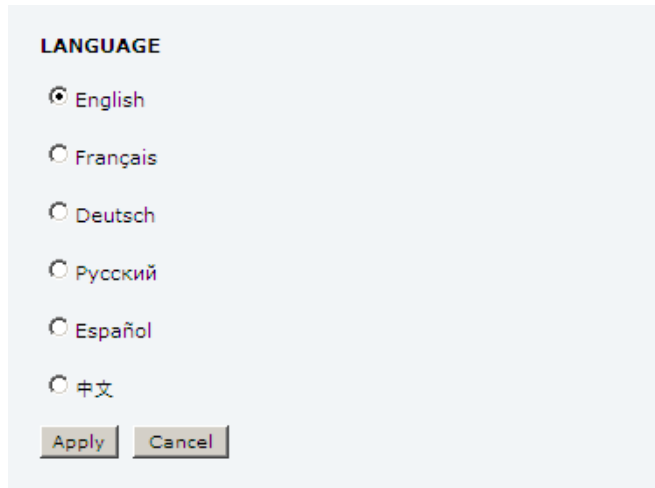 LANGUAGE
English
Français
Deutsch
Русский
Español
中文
Apply Cancel